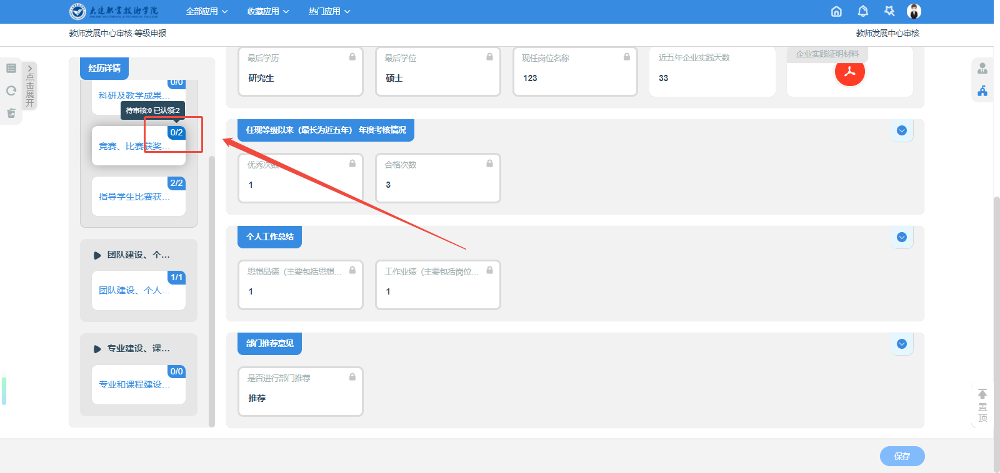 大连职业技术学院
全部应用
收藏应用
热门应用
教师发展中心审核-等级申报
教师发展中心审核
点击展开
经历详情
0/0
科研及教学成果...
待审核:0 已认领:2
0/2
竞赛、比赛获奖...
2/2
指导学生比赛获...
团队建设、个...
1/1
团队建设、个人...
专业建设、课...
0/0
专业和课程建设...
最后学历
研究生
最后学位
硕士
现任岗位名称
123
近五年企业实践天数
33
企业实践证明材料
任现等级以来（最长为近五年） 年度考核情况
优秀次数
1
合格次数
3
个人工作总结
思想品德（主要包括思想...
1
工作业绩（主要包括岗位...
1
部门推荐意见
是否进行部门推荐
推荐
置顶
保存